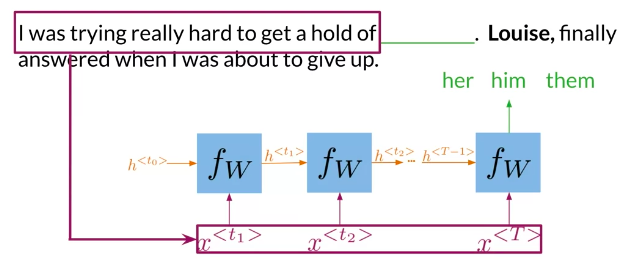 I was trying really hard to get a hold of __________. Louise, finally
answered when I was about to give up.
her him them
h^{<t_0>} f_W h^{<t_1>} f_W h^{<t_2>} ... h^{<T-1>} f_W
x^{<t_1>} x^{<t_2>} x^{<T>}